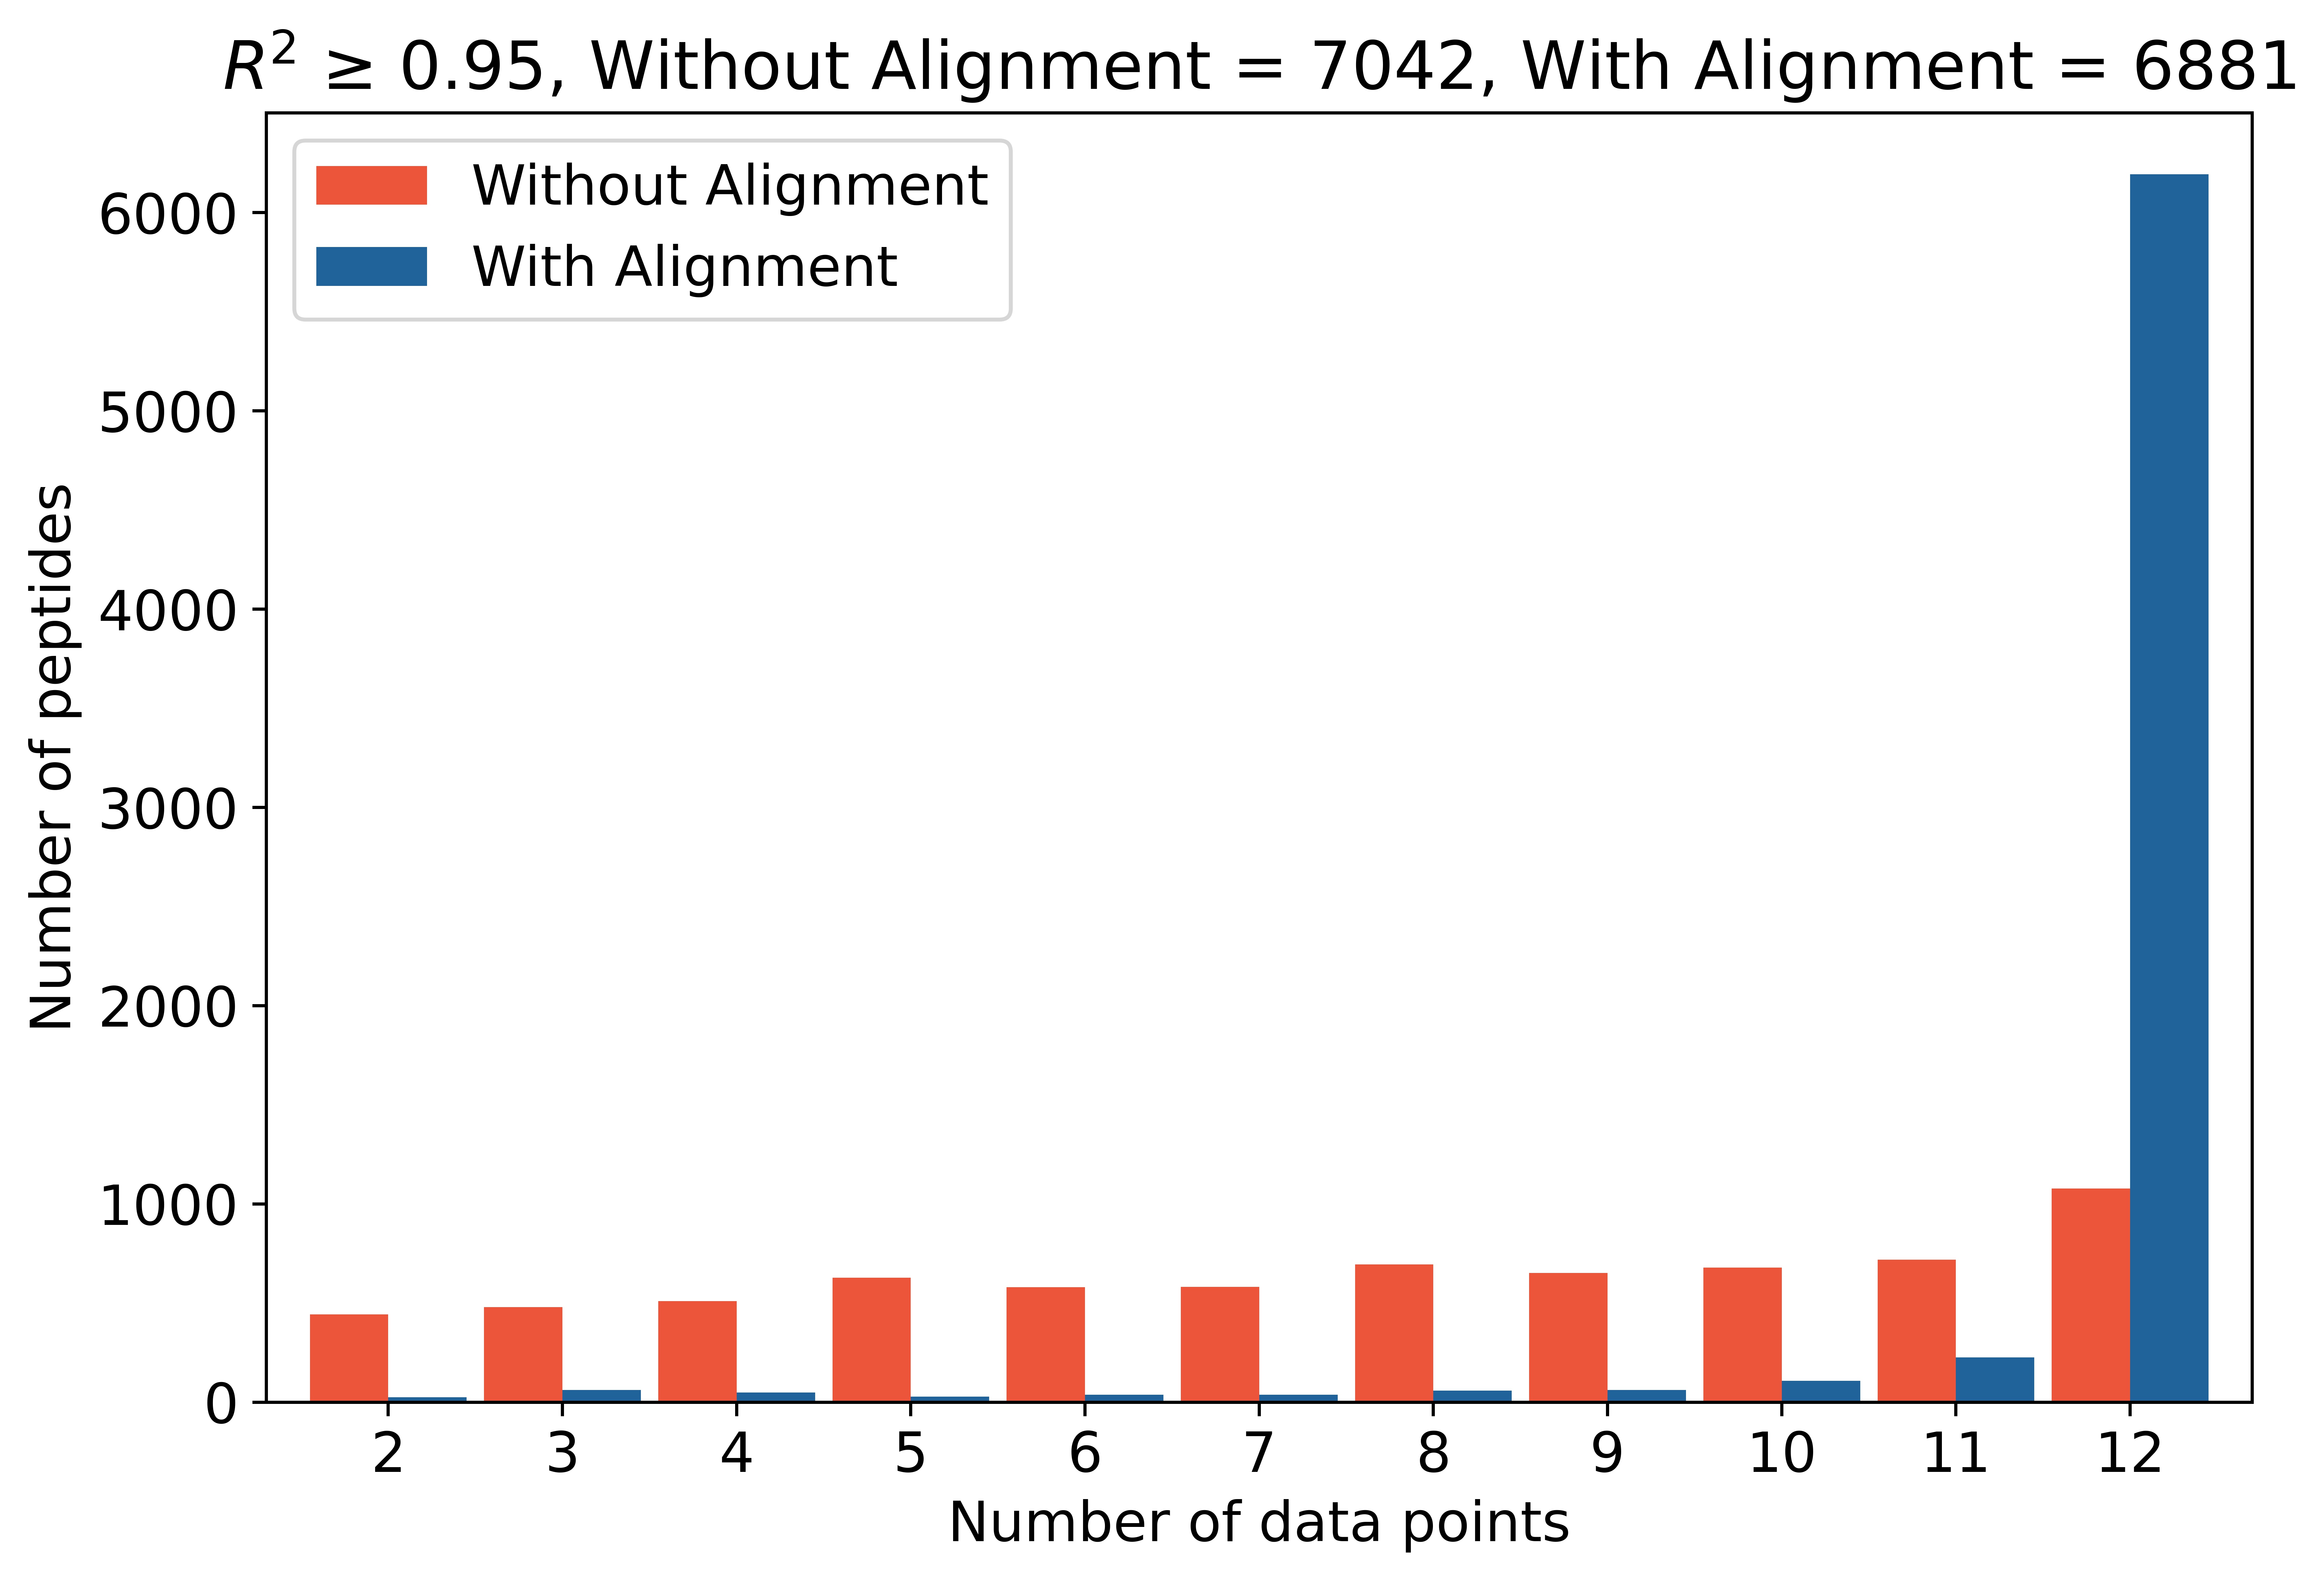 R² ≥ 0.95, Without Alignment = 7042, With Alignment = 6881
Without Alignment
With Alignment
Number of peptides
6000
5000
4000
3000
2000
1000
0
2 3 4 5 6 7 8 9 10 11 12
Number of data points